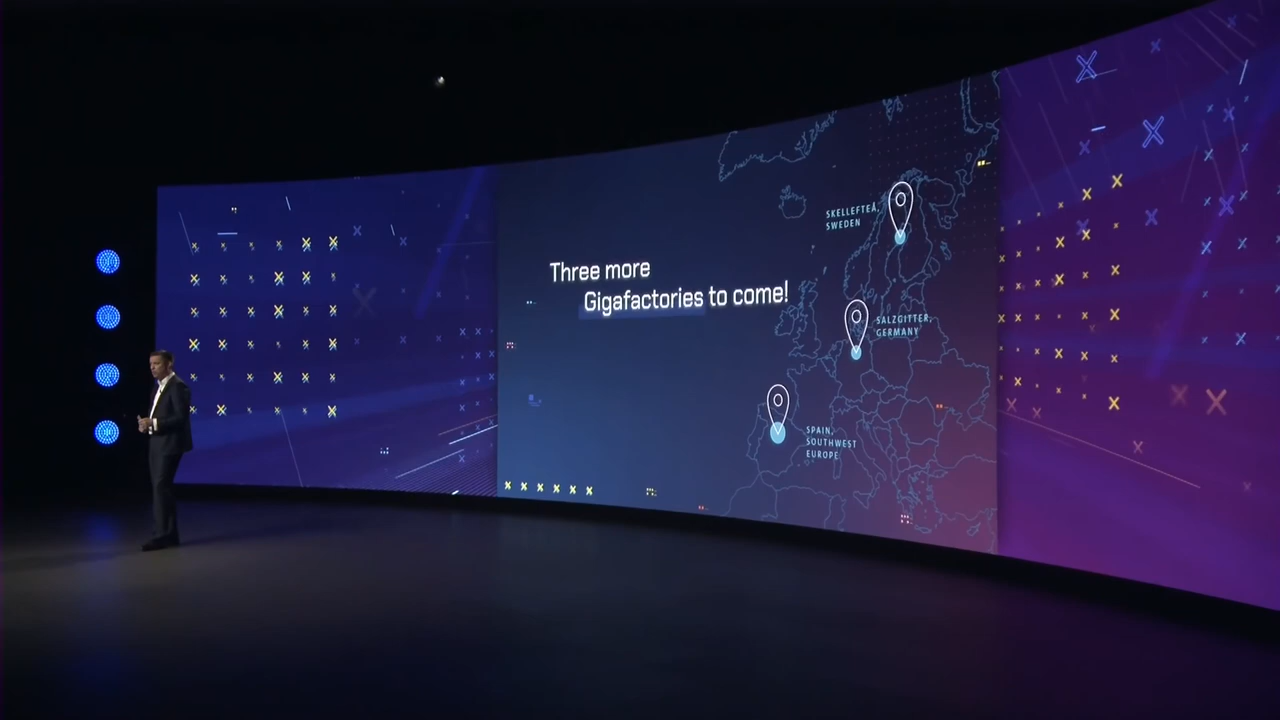 Three more
Gigafactories to come!
SKELLEFTEÅ,
SWEDEN
SALZGITTER,
GERMANY
SPAIN,
SOUTHWEST
EUROPE